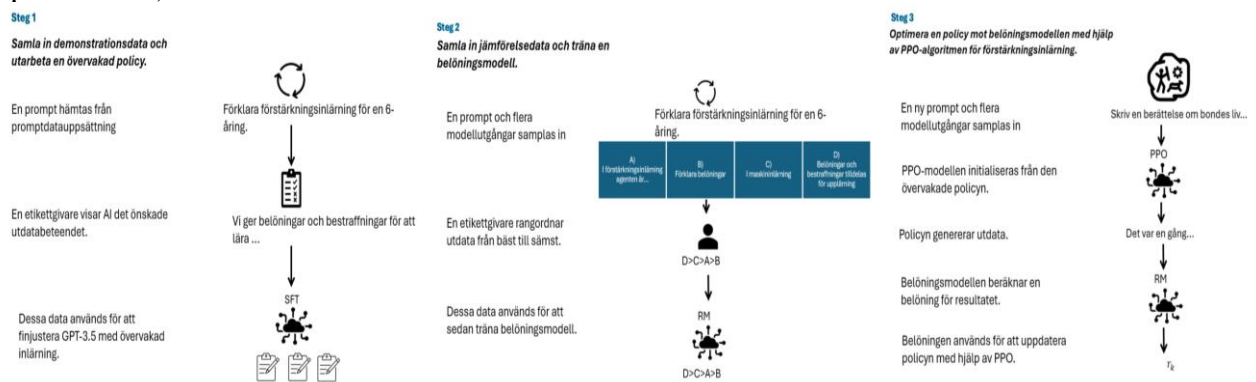 Steg 1
Samla in demonstrationsdata och
utarbeta en övervakad policy.
En prompt hämtas från
promptdatauppsättning
Förklara förstärkningsinlärning för en 6-
åring.
En etikettgivare visar AI det önskade
utdatabeteendet.
Vi ger belöningar och bestraffningar för att
lära ...
Dessa data används för att
finjustera GPT-3.5 med övervakad
inlärning.
SFT
Steg 2
Samla in jämförelsedata och träna en
belöningsmodell.
En prompt och flera
modellutgångar samplas in
Förklara förstärkningsinlärning för en 6-
åring.
A)
I förstärkningsinlärning
agenten är...
B)
Förklara belöningar
C)
I maskininlärning
D)
Belöningar och
bestraffningar tilldelas
för upplärning
En etikettgivare rangordnar
utdata från bäst till sämst.
D>C>A>B
Dessa data används för att
sedan träna belöningsmodell.
RM
D>C>A>B
Steg 3
Optimera en policy mot belöningsmodellen med hjälp
av PPO-algoritmen för förstärkningsinlärning.
En ny prompt och flera
modellutgångar samplas in
Skriv en berättelse om bondes liv...
PPO-modellen initialiseras från den
övervakade policyn.
PPO
Policyn genererar utdata.
Det var en gång...
Belöningsmodellen beräknar en
belöning för resultatet.
RM
Belöningen används för att uppdatera
policyn med hjälp av PPO.
rₖ